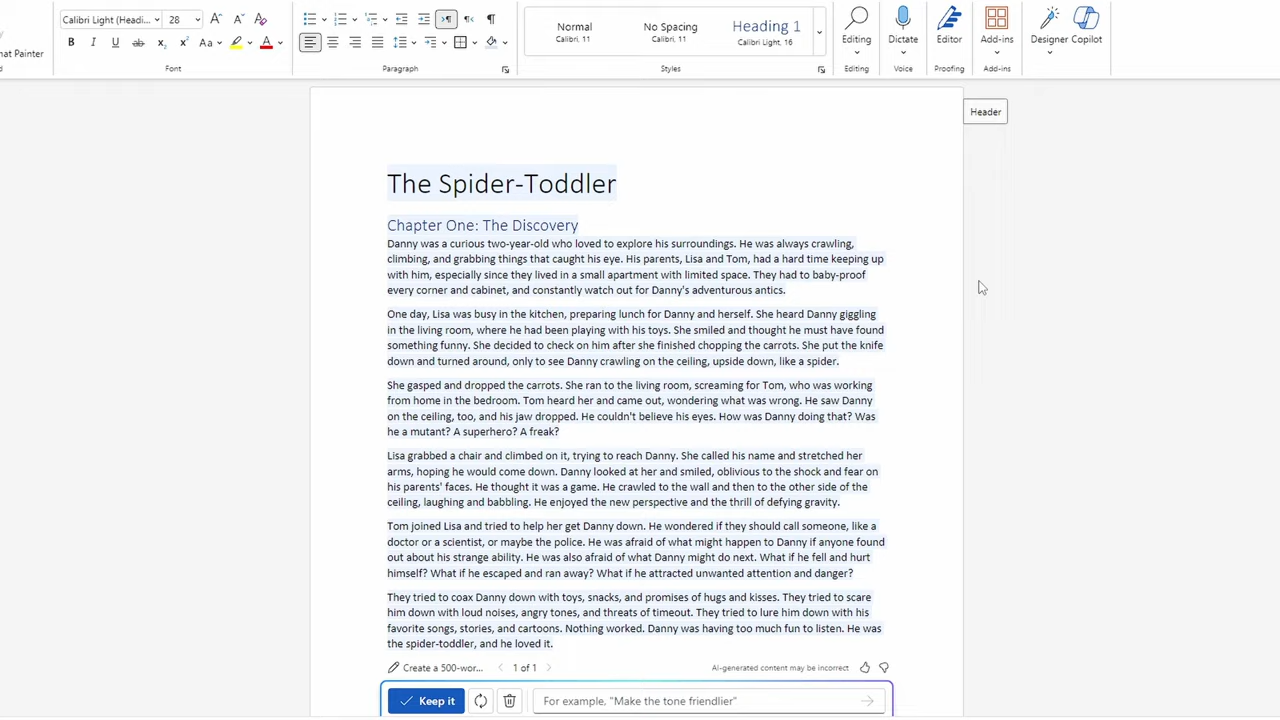 Calibri Light (Headi...
28
Aa
Normal
Calibri, 11
No Spacing
Calibri, 11
Heading 1
Calibri Light, 16
Editing
Dictate
Editor
Add-ins
Designer
Copilot
mat Painter
Font
Paragraph
Styles
Editing
Voice
Proofing
Add-ins
Header
The Spider-Toddler
Chapter One: The Discovery
Danny was a curious two-year-old who loved to explore his surroundings. He was always crawling,
climbing, and grabbing things that caught his eye. His parents, Lisa and Tom, had a hard time keeping up
with him, especially since they lived in a small apartment with limited space. They had to baby-proof
every corner and cabinet, and constantly watch out for Danny's adventurous antics.
One day, Lisa was busy in the kitchen, preparing lunch for Danny and herself. She heard Danny giggling
in the living room, where he had been playing with his toys. She smiled and thought he must have found
something funny. She decided to check on him after she finished chopping the carrots. She put the knife
down and turned around, only to see Danny crawling on the ceiling, upside down, like a spider.
She gasped and dropped the carrots. She ran to the living room, screaming for Tom, who was working
from home in the bedroom. Tom heard her and came out, wondering what was wrong. He saw Danny
on the ceiling, too, and his jaw dropped. He couldn't believe his eyes. How was Danny doing that? Was
he a mutant? A superhero? A freak?
Lisa grabbed a chair and climbed on it, trying to reach Danny. She called his name and stretched her
arms, hoping he would come down. Danny looked at her and smiled, oblivious to the shock and fear on
his parents' faces. He thought it was a game. He crawled to the wall and then to the other side of the
ceiling, laughing and babbling. He enjoyed the new perspective and the thrill of defying gravity.
Tom joined Lisa and tried to help her get Danny down. He wondered if they should call someone, like a
doctor or a scientist, or maybe the police. He was afraid of what might happen to Danny if anyone found
out about his strange ability. He was also afraid of what Danny might do next. What if he fell and hurt
himself? What if he escaped and ran away? What if he attracted unwanted attention and danger?
They tried to coax Danny down with toys, snacks, and promises of hugs and kisses. They tried to scare
him down with loud noises, angry tones, and threats of timeout. They tried to lure him down with his
favorite songs, stories, and cartoons. Nothing worked. Danny was having too much fun to listen. He was
the spider-toddler, and he loved it.
Create a 500-wor...
1 of 1
AI-generated content may be incorrect
Keep it
For example, "Make the tone friendlier"